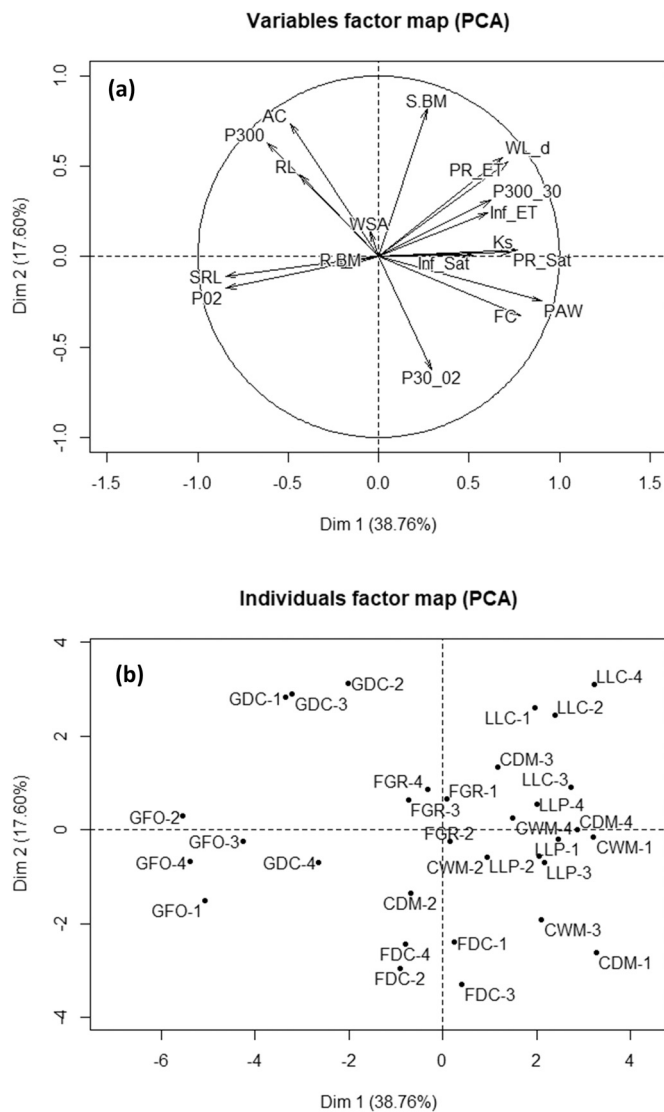 Variables factor map (PCA)
(a)
1.0
0.5
0.0
-0.5
-1.0
Dim 2 (17.60%)
S.BM
AC
P300
RL
WL_d
PR_ET
P300_30
Inf_ET
WSA
Ks
R.BM
Inf_Sat
PR_Sat
SRL
P02
PAW
FC
P30_02
-1.5
-1.0
-0.5
0.0
0.5
1.0
1.5
Dim 1 (38.76%)
Individuals factor map (PCA)
(b)
4
2
0
-2
-4
Dim 2 (17.60%)
GDC-2
GDC-1
GDC-3
LLC-4
LLC-1
LLC-2
CDM-3
LLC-3
FGR-4
FGR-1
FGR-3
LLP-4
GFO-2
FGR-2
CWM-4
CDM-4
GFO-3
LLP-1
CWM-1
GFO-4
GDC-4
CWM-2
LLP-2
LLP-3
GFO-1
CDM-2
CWM-3
FDC-4
FDC-1
CDM-1
FDC-2
FDC-3
-6
-4
-2
0
2
4
Dim 1 (38.76%)